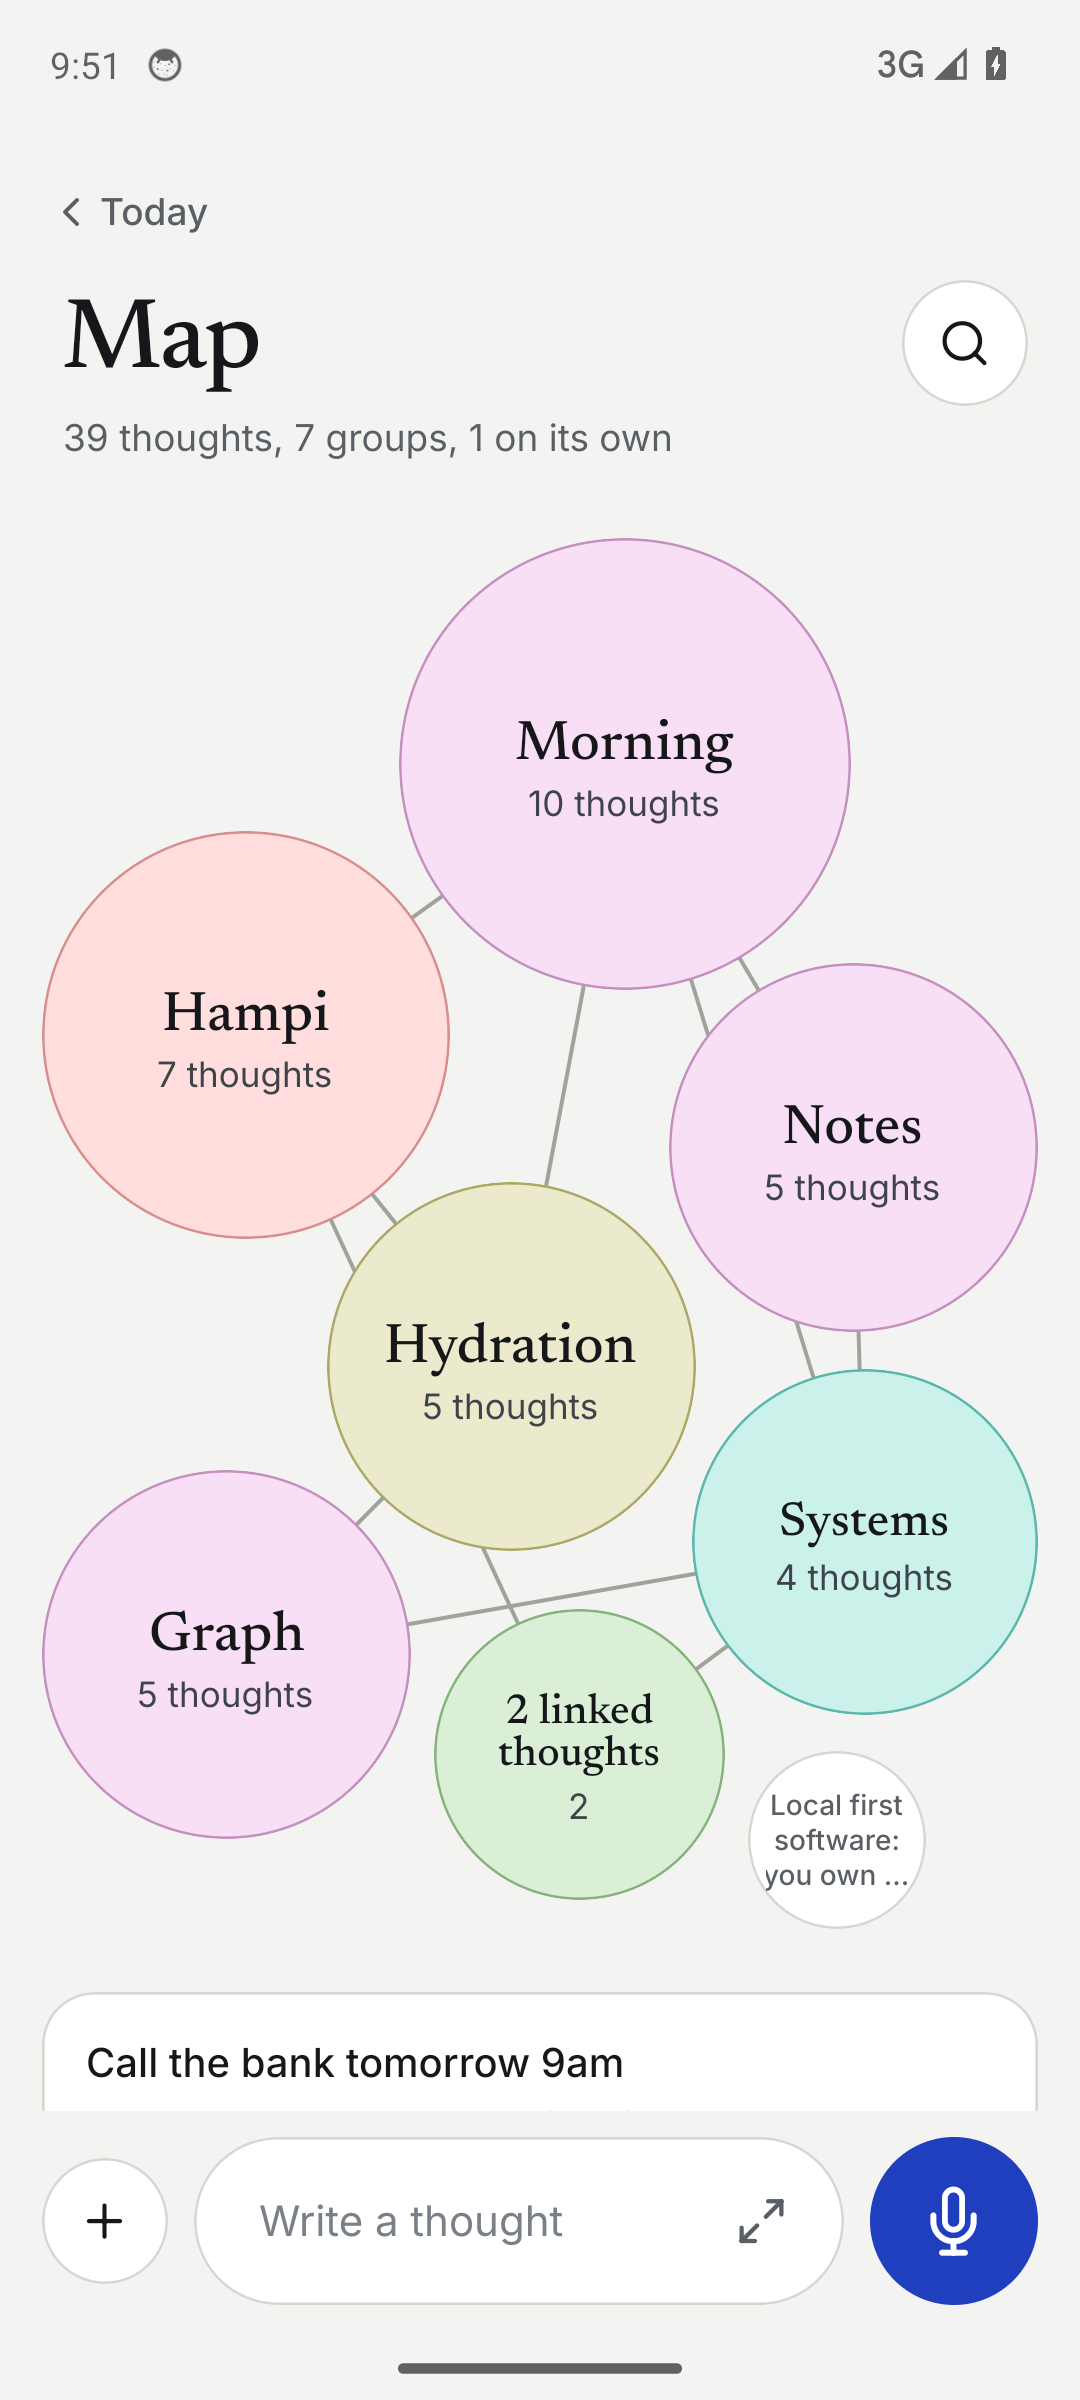 9:51
3G
Today
Map
39 thoughts, 7 groups, 1 on its own
Morning
10 thoughts
Hampi
7 thoughts
Notes
5 thoughts
Hydration
5 thoughts
Systems
4 thoughts
Graph
5 thoughts
2 linked
thoughts
2
Local first
software:
you own ...
Call the bank tomorrow 9am
Write a thought